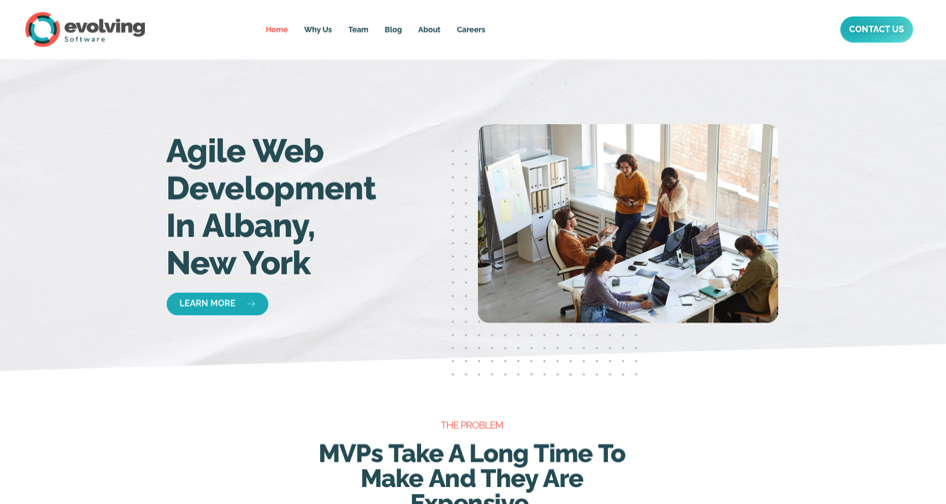 evolving
Software
Home Why Us Team Blog About Careers
CONTACT US
Agile Web
Development
In Albany,
New York
LEARN MORE
THE PROBLEM
MVPs Take A Long Time To
Make And They Are
Expensive